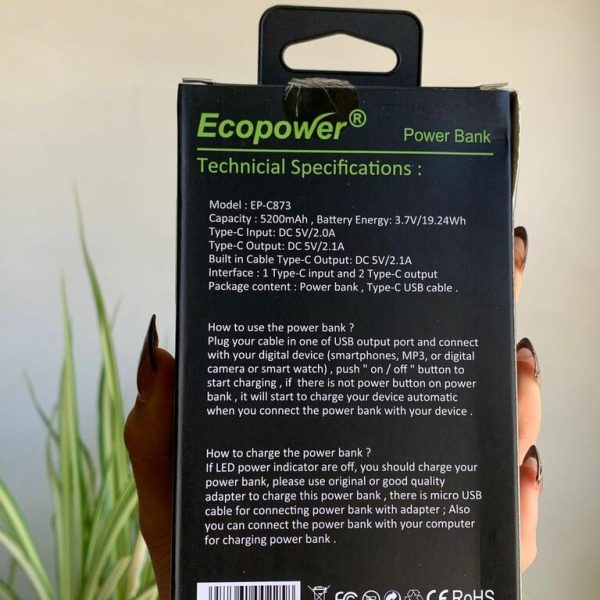 Ecopower® Power Bank
Technicial Specifications :
Model : EP-C873
Capacity : 5200mAh , Battery Energy: 3.7V/19.24Wh
Type-C Input: DC 5V/2.0A
Type-C Output: DC 5V/2.1A
Built in Cable Type-C Output: DC 5V/2.1A
Interface : 1 Type-C input and 2 Type-C output
Package content : Power bank , Type-C USB cable .
How to use the power bank ?
Plug your cable in one of USB output port and connect
with your digital device (smartphones, MP3, or digital
camera or smart watch) , push " on / off " button to
start charging , if there is not power button on power
bank , it will start to charge your device automatic
when you connect the power bank with your device .
How to charge the power bank ?
If LED power indicator are off, you should charge your
power bank, please use original or good quality
adapter to charge this power bank , there is micro USB
cable for connecting power bank with adapter ; Also
you can connect the power bank with your computer
for charging power bank .
CE RoHS